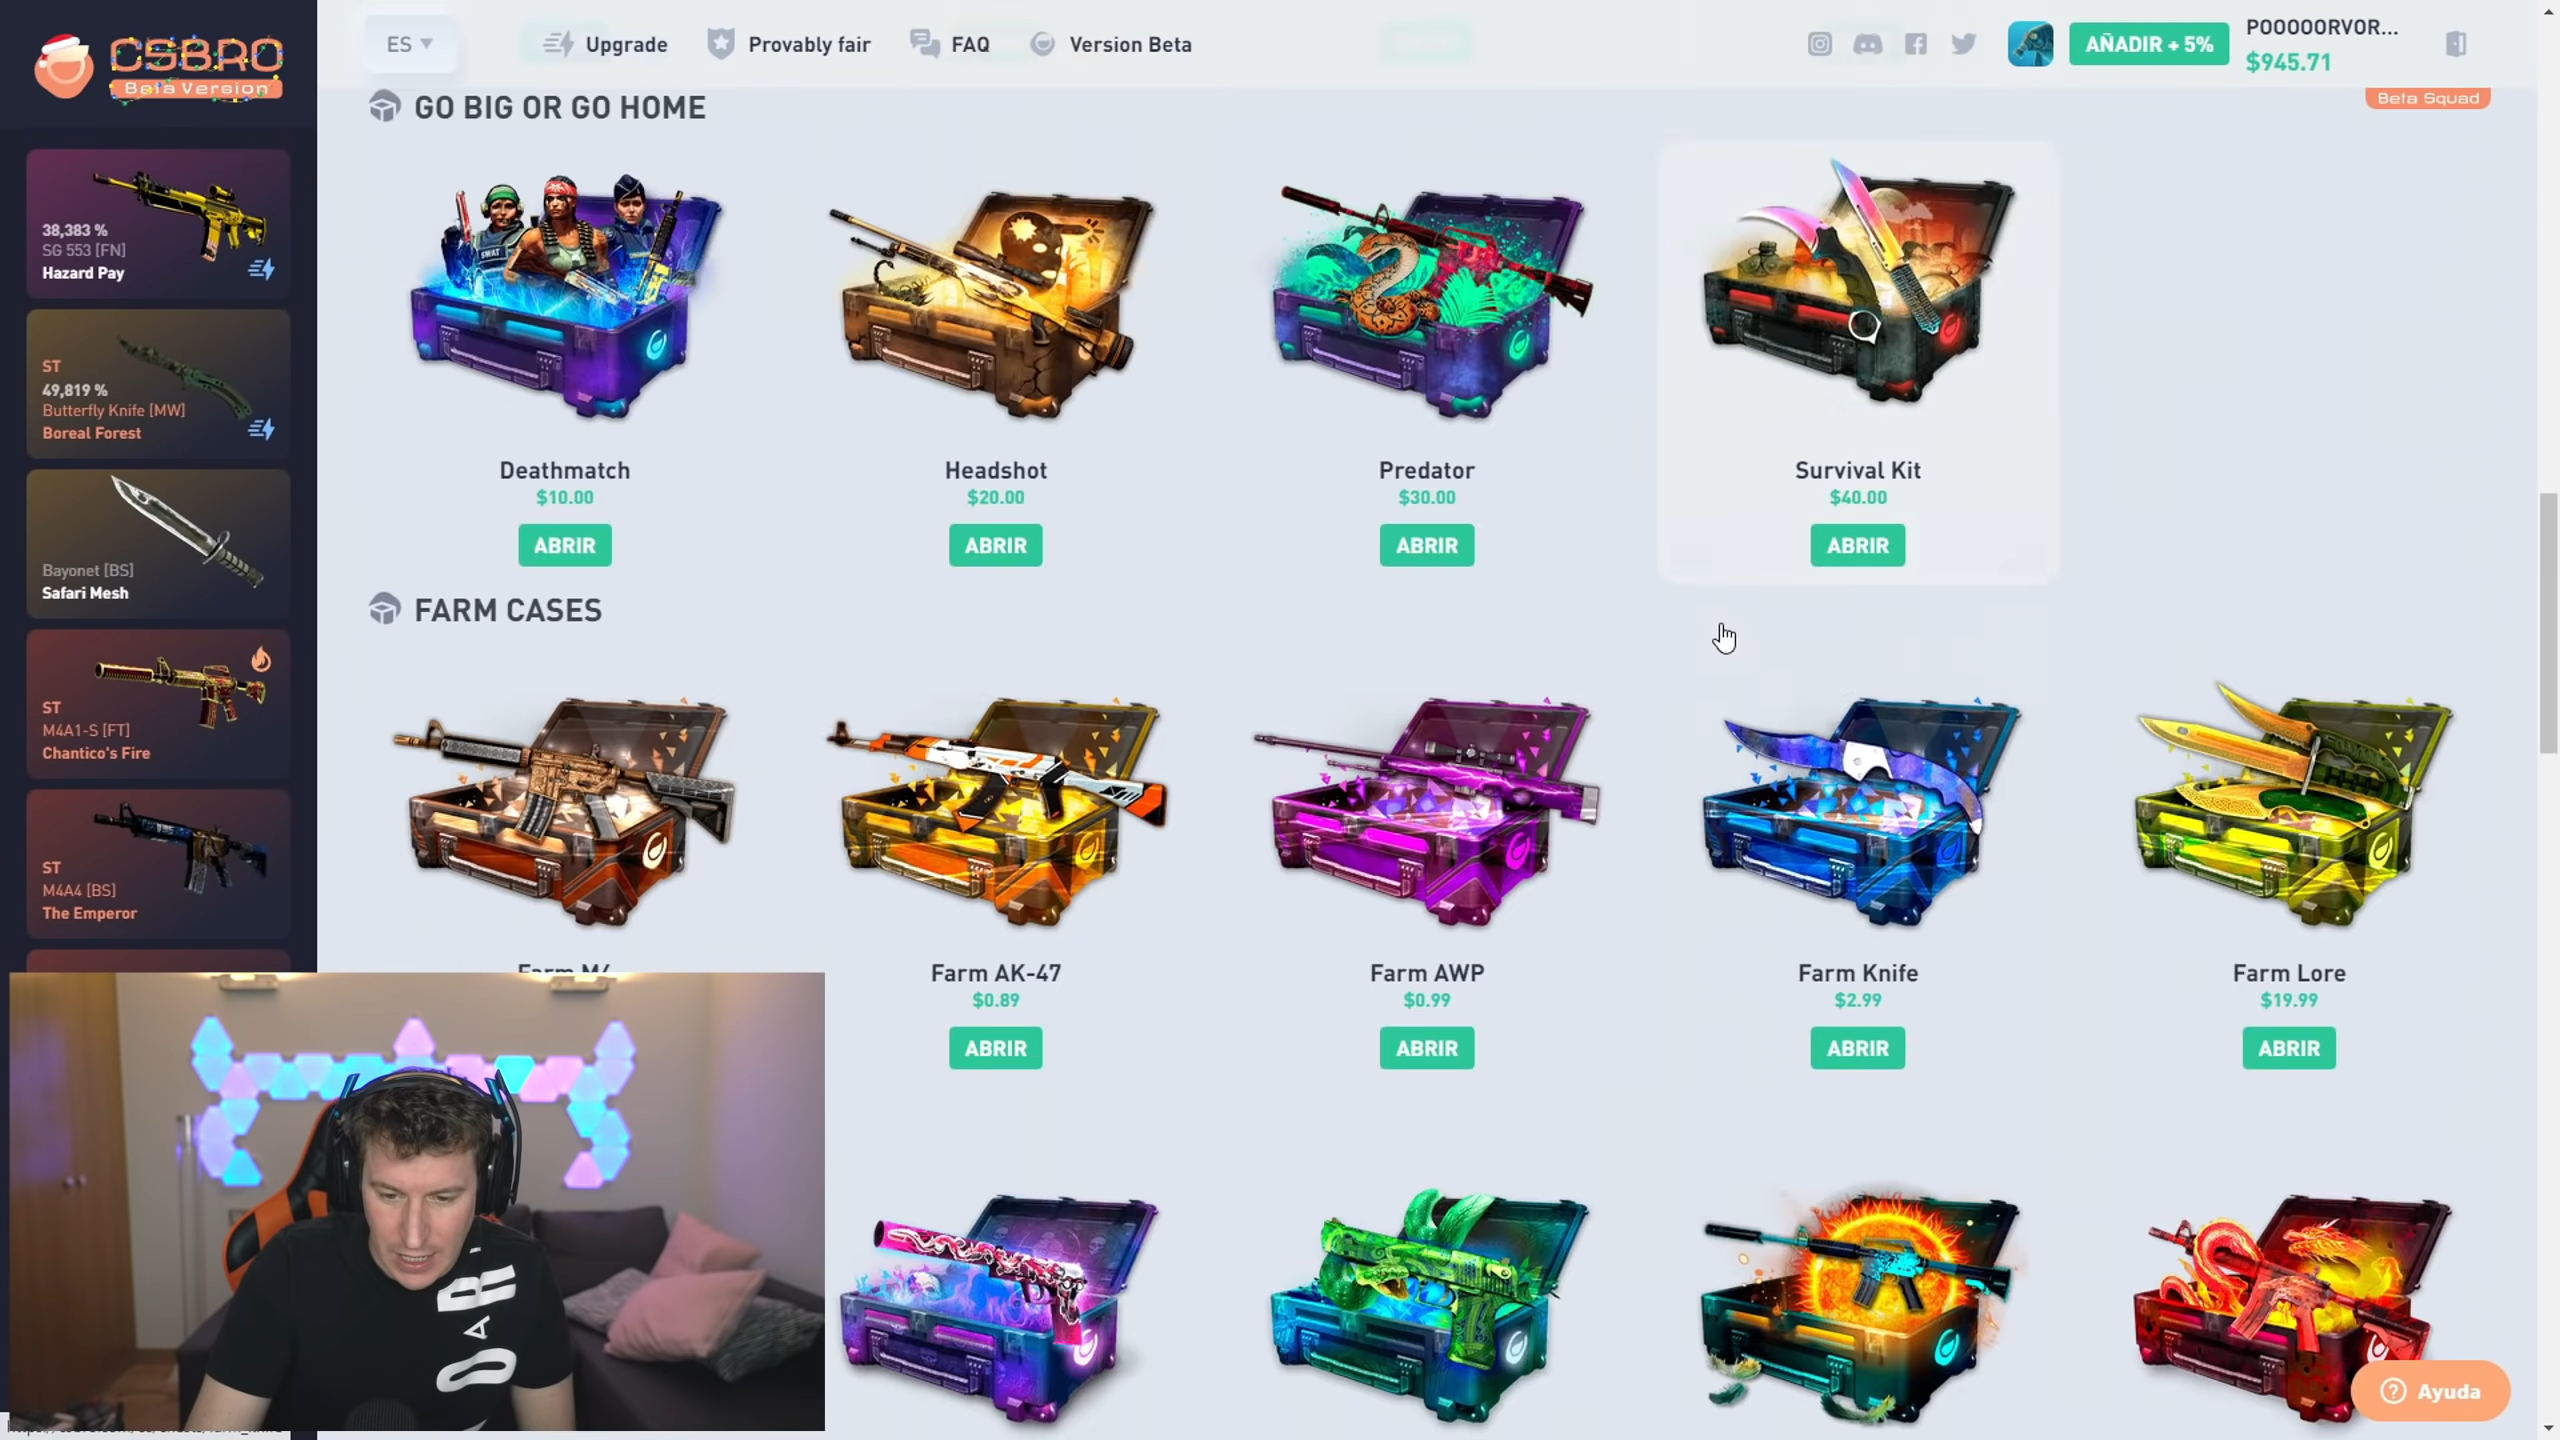 CSBRO
Beta Version
ES
Upgrade
Provably fair
FAQ
Version Beta
AÑADIR + 5%
POOOOORVOR...
$945.71
Beta Squad
38,383 %
SG 553 [FN]
Hazard Pay
ST
49,819 %
Butterfly Knife [MW]
Boreal Forest
Bayonet [BS]
Safari Mesh
ST
M4A1-S [FT]
Chantico's Fire
ST
M4A4 [BS]
The Emperor
GO BIG OR GO HOME
SWAT
Deathmatch
$10.00
ABRIR
Headshot
$20.00
ABRIR
Predator
$30.00
ABRIR
Survival Kit
$40.00
ABRIR
FARM CASES
Farm M4
Farm AK-47
$0.89
ABRIR
Farm AWP
$0.99
ABRIR
Farm Knife
$2.99
ABRIR
Farm Lore
$19.99
ABRIR
Ayuda